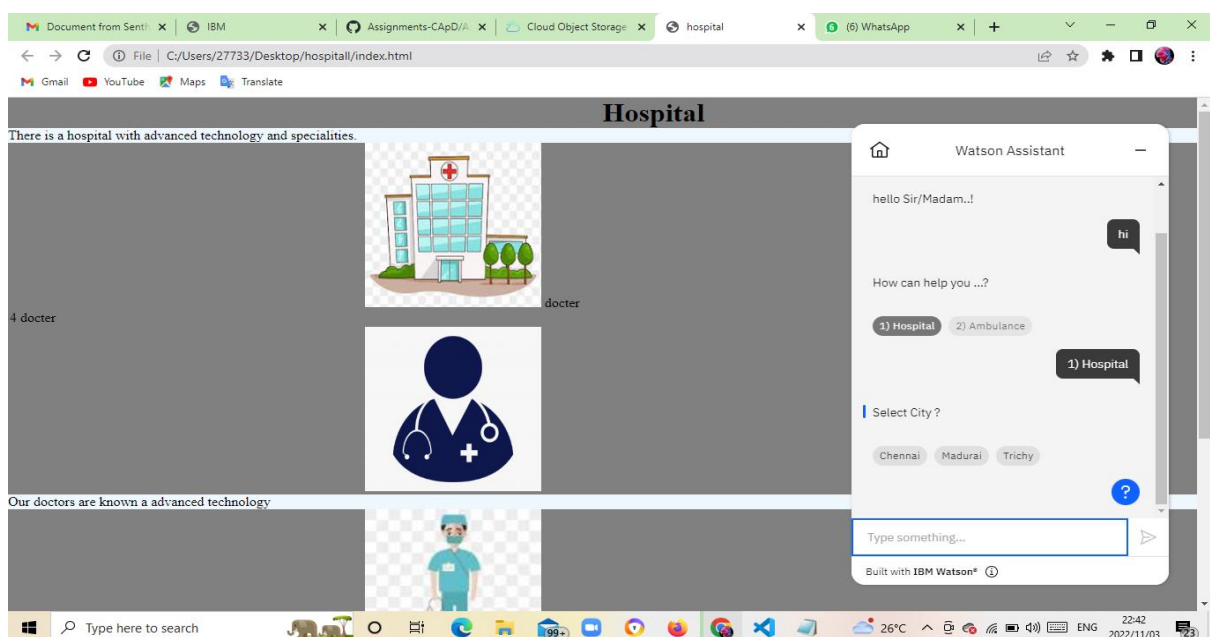 Document from Senth
IBM
Assignments-CApD/A
Cloud Object Storage
hospital
(6) WhatsApp
File | C:/Users/27733/Desktop/hospitall/index.html
Gmail YouTube Maps Translate
Hospital
There is a hospital with advanced technology and specialities.
docter
4 docter
Our doctors are known a advanced technology
Watson Assistant
hello Sir/Madam..!
hi
How can help you ...?
1) Hospital 2) Ambulance
1) Hospital
Select City ?
Chennai Madurai Trichy
?
Type something...
Built with IBM Watson®
Type here to search
99+
26°C
ENG
22:42
2022/11/01
23